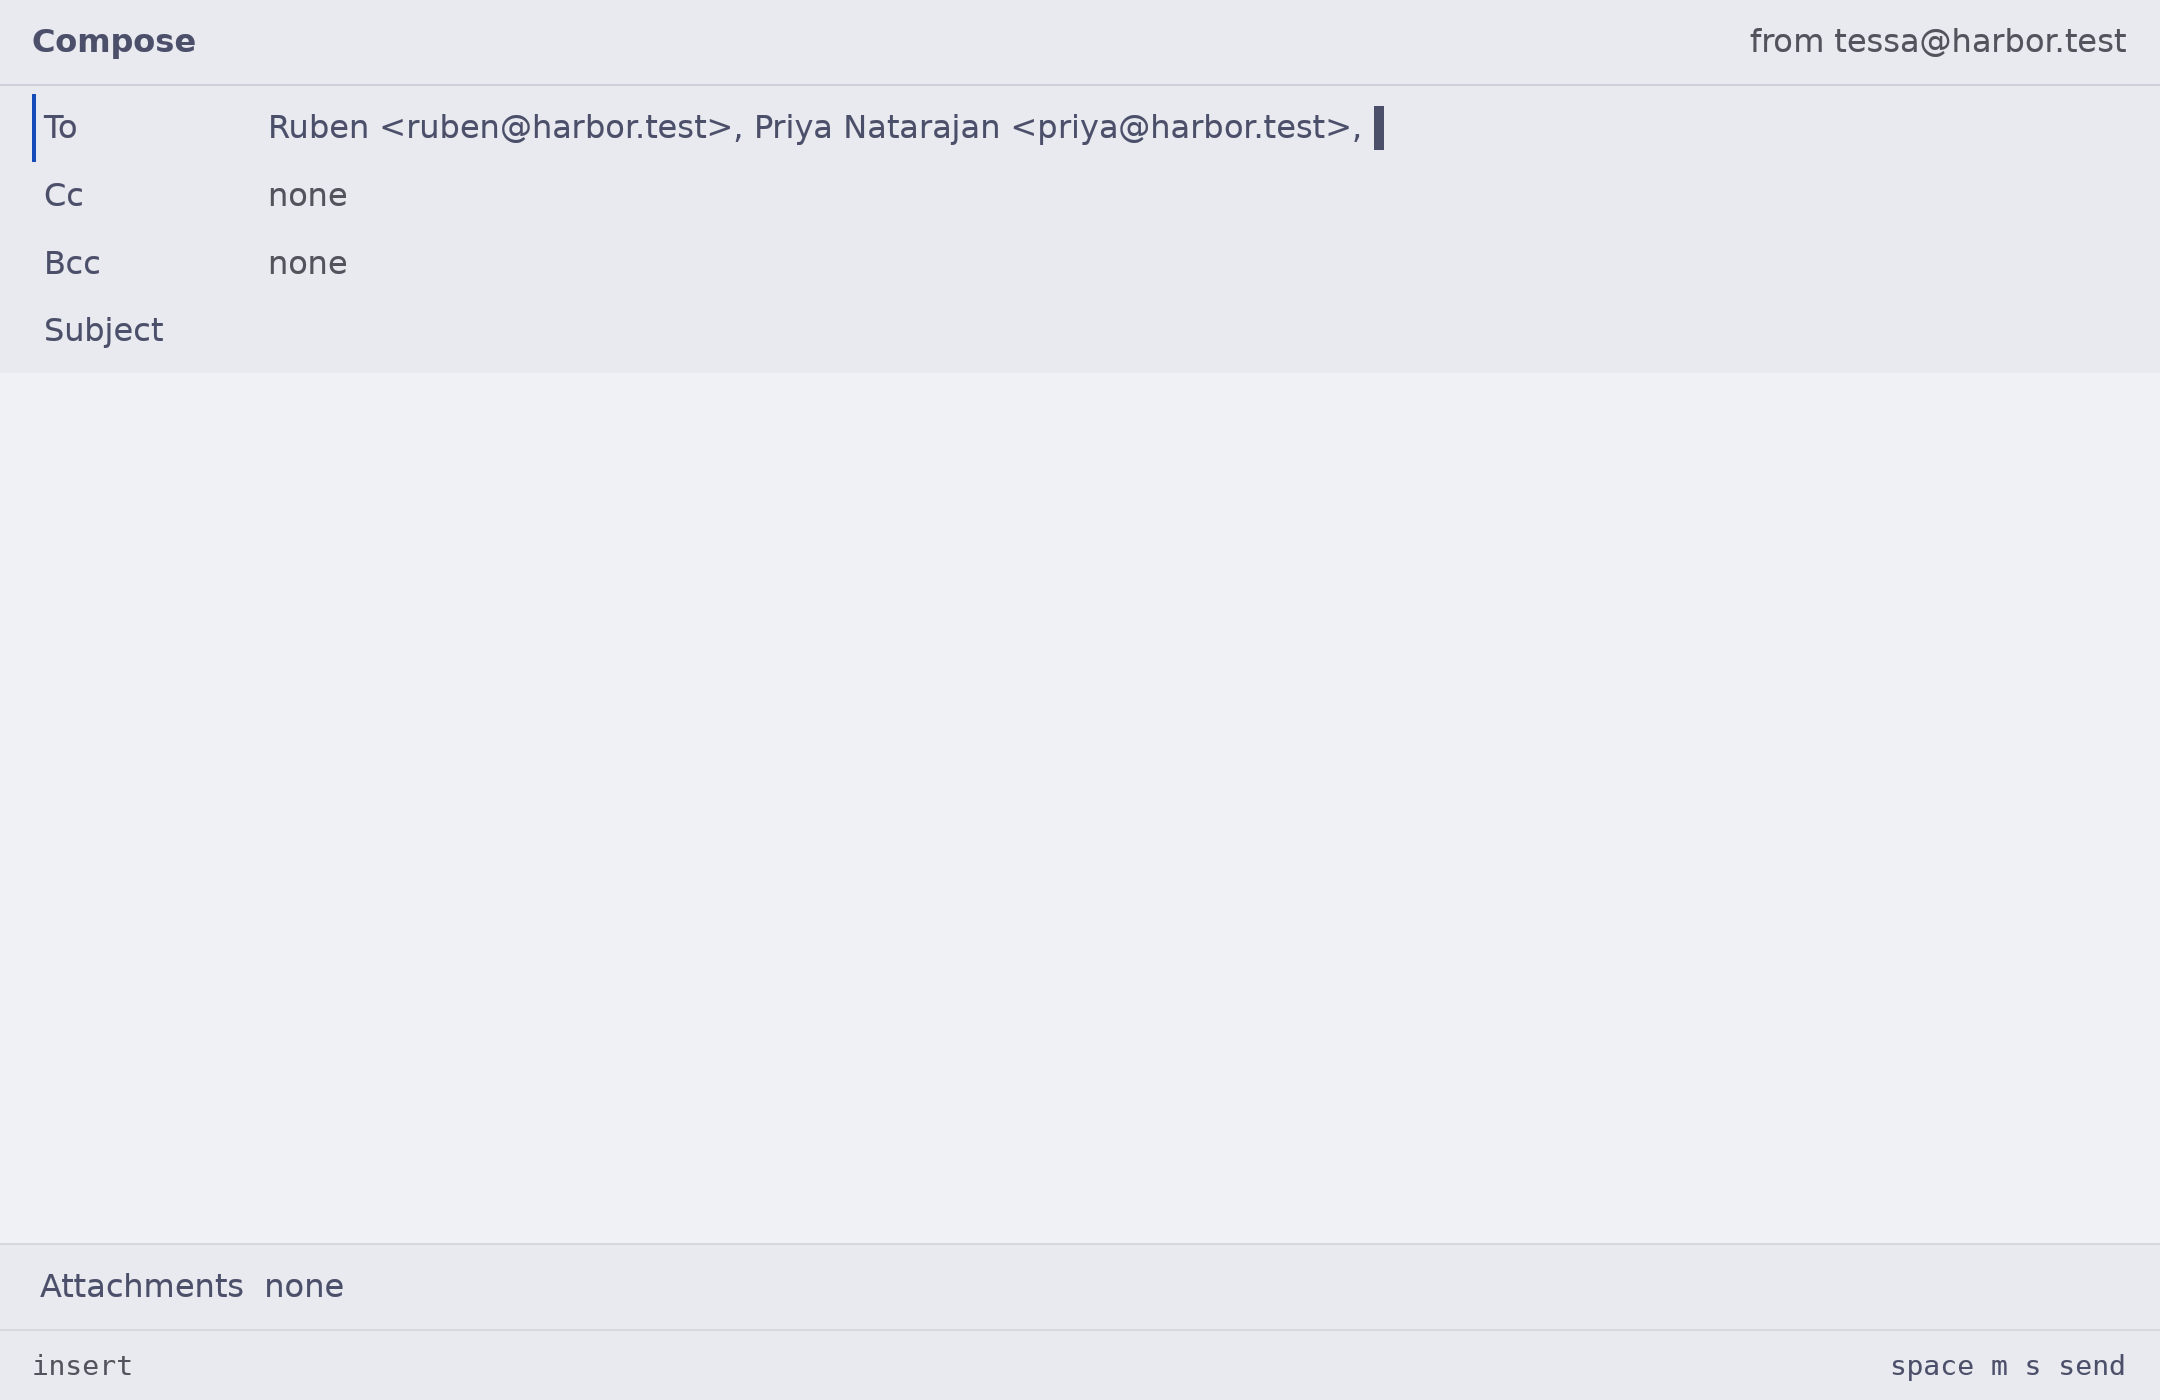 Compose from tessa@harbor.test
To Ruben <ruben@harbor.test>, Priya Natarajan <priya@harbor.test>,
Cc none
Bcc none
Subject
Attachments none
insert space m s send